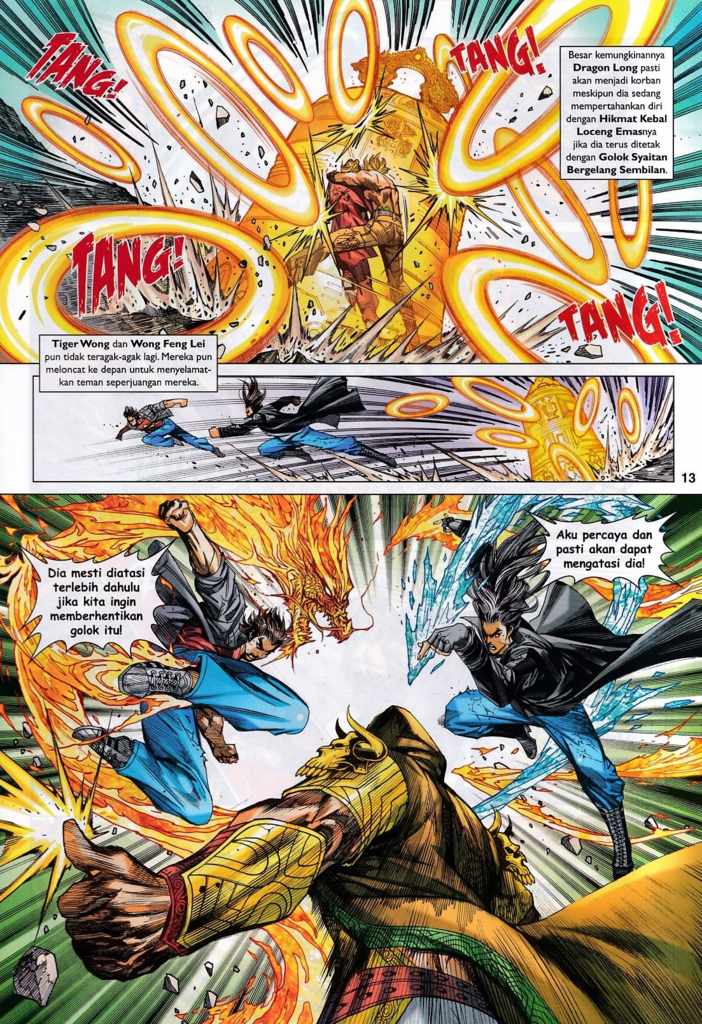 TANG!
TANG!
Besar kemungkinannya
Dragon Long pasti
akan menjadi korban
meskipun dia sedang
mempertahankan diri
dengan Hikmat Kebal
Loceng Emasnya
jika dia terus ditetak
dengan Golok Syaitan
Bergelang Sembilan.
TANG!
TANG!
Tiger Wong dan Wong Feng Lei
pun tidak teragak-agak lagi. Mereka pun
meloncat ke depan untuk menyelamat-
kan teman seperjuangan mereka.
13
Dia mesti diatasi
terlebih dahulu
jika kita ingin
memberhentikan
golok itu!
Aku percaya dan
pasti akan dapat
mengatasi dia!